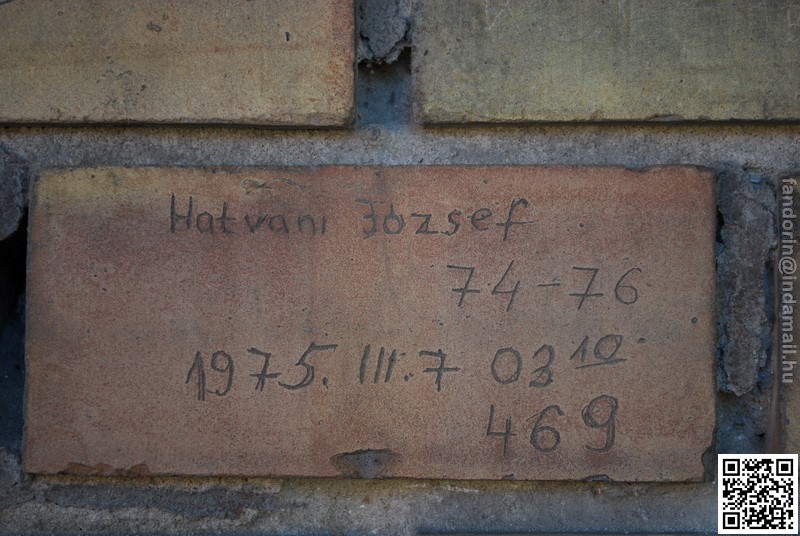 Hatvani József
74-76
1975. III. 7 03 10
469
fandorin@indamail.hu